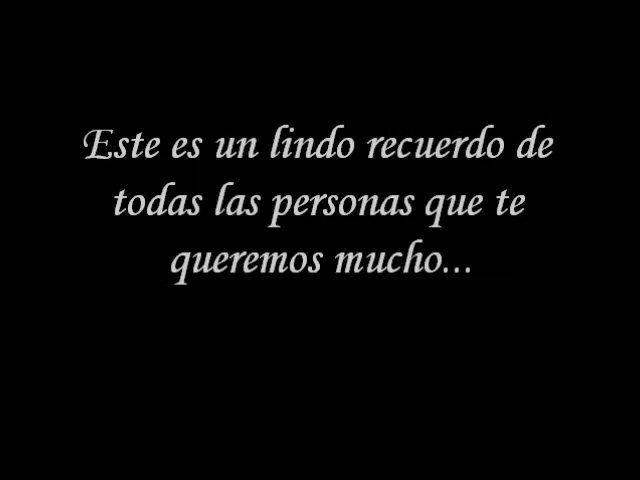 Este es un lindo recuerdo de
todas las personas que te
queremos mucho...